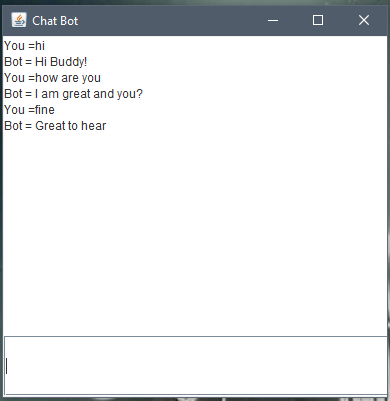 Chat Bot
You =hi
Bot = Hi Buddy!
You =how are you
Bot = I am great and you?
You =fine
Bot = Great to hear